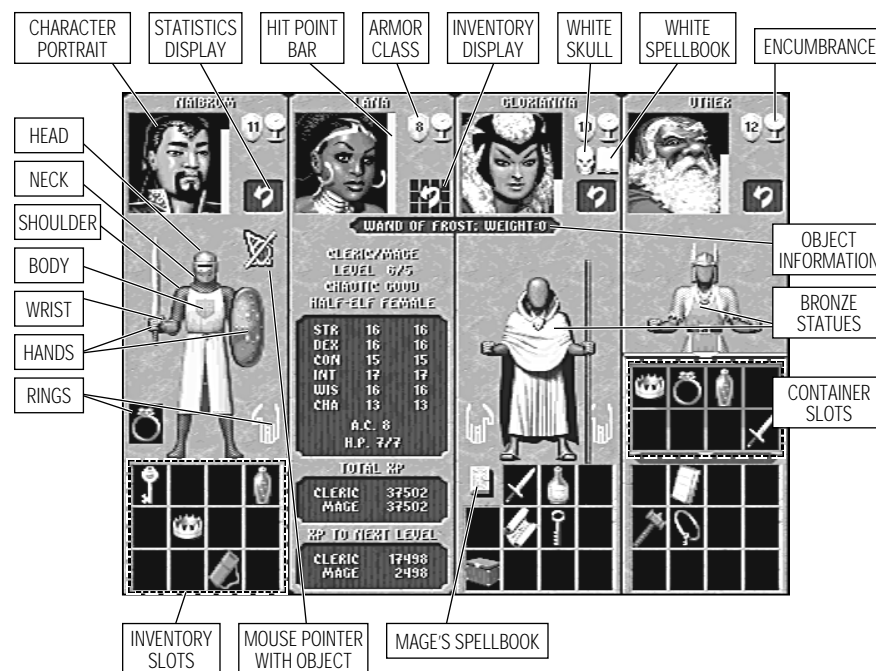 CHARACTER
PORTRAIT
STATISTICS
DISPLAY
HIT POINT
BAR
ARMOR
CLASS
INVENTORY
DISPLAY
WHITE
SKULL
WHITE
SPELLBOOK
ENCUMBRANCE
NAIBROM
LANA
GLORIANNA
UTHER
11
8
10
12
HEAD
NECK
SHOULDER
BODY
WRIST
HANDS
RINGS
WAND OF FROST: WEIGHT:0
OBJECT
INFORMATION
BRONZE
STATUES
CONTAINER
SLOTS
CLERIC/MAGE
LEVEL 6/5
CHAOTIC GOOD
HALF-ELF FEMALE
STR 16 16
DEX 16 16
CON 15 15
INT 17 17
WIS 16 16
CHA 13 13
A.C. 8
H.P. 7/7
TOTAL XP
CLERIC 37502
MAGE 37502
XP TO NEXT LEVEL
CLERIC 17498
MAGE 2498
INVENTORY
SLOTS
MOUSE POINTER
WITH OBJECT
MAGE'S SPELLBOOK